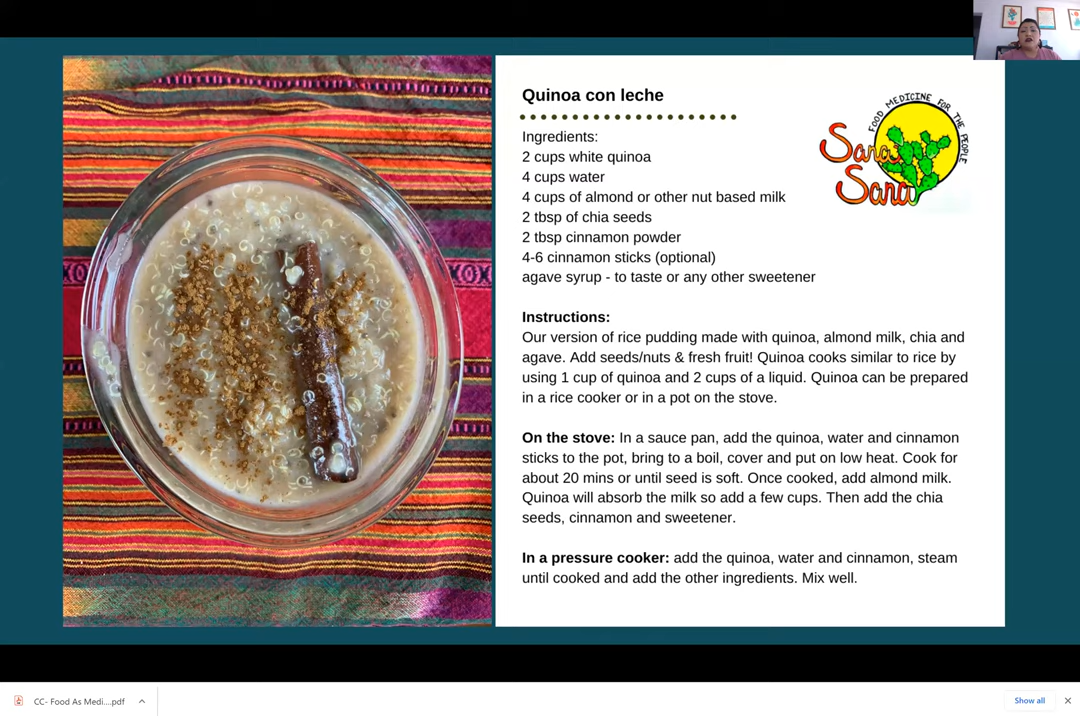 Quinoa con leche
Ingredients:
2 cups white quinoa
4 cups water
4 cups of almond or other nut based milk
2 tbsp of chia seeds
2 tbsp cinnamon powder
4-6 cinnamon sticks (optional)
agave syrup - to taste or any other sweetener
FOOD MEDICINE FOR THE PEOPLE
Sana
Sana
Instructions:
Our version of rice pudding made with quinoa, almond milk, chia and
agave. Add seeds/nuts & fresh fruit! Quinoa cooks similar to rice by
using 1 cup of quinoa and 2 cups of a liquid. Quinoa can be prepared
in a rice cooker or in a pot on the stove.
On the stove: In a sauce pan, add the quinoa, water and cinnamon
sticks to the pot, bring to a boil, cover and put on low heat. Cook for
about 20 mins or until seed is soft. Once cooked, add almond milk.
Quinoa will absorb the milk so add a few cups. Then add the chia
seeds, cinnamon and sweetener.
In a pressure cooker: add the quinoa, water and cinnamon, steam
until cooked and add the other ingredients. Mix well.
CC- Food As Medi....pdf
Show all